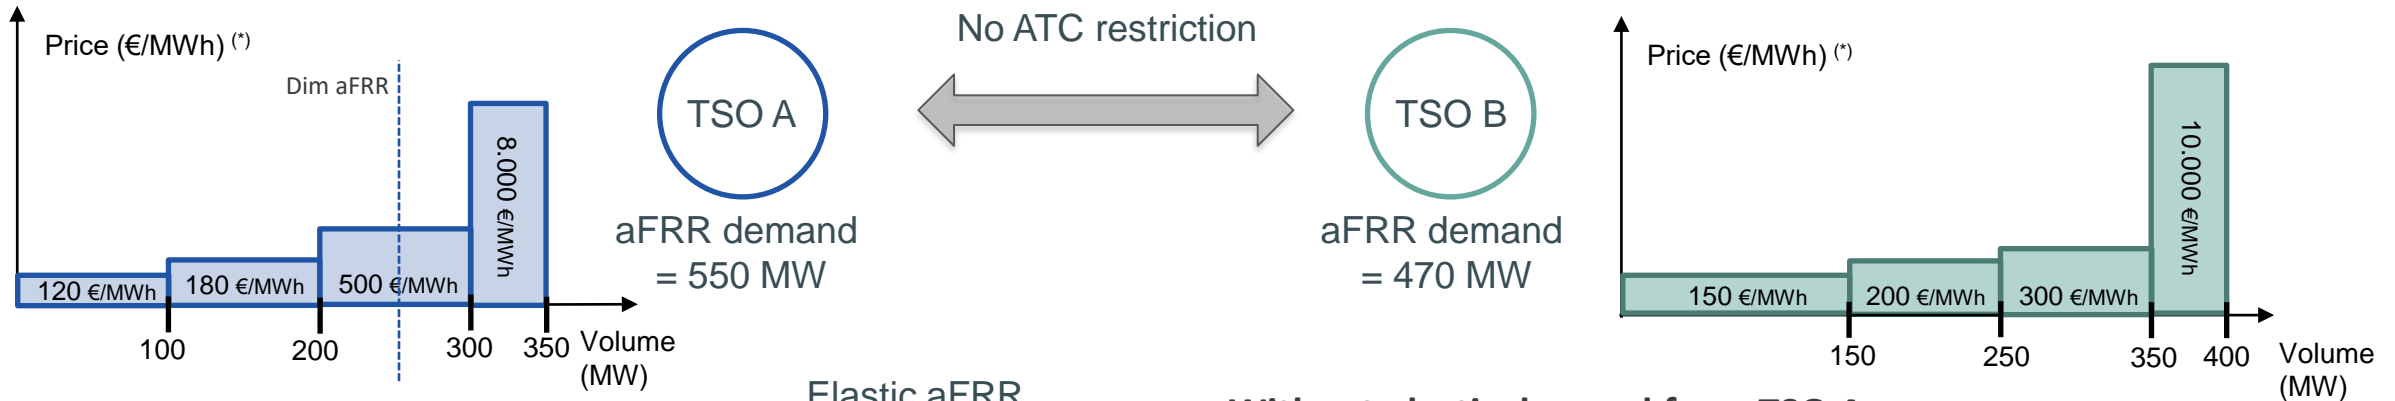 Price (€/MWh) (*)
Dim aFRR
120 €/MWh
180 €/MWh
500 €/MWh
8.000 €/MWh
100
200
300
350
Volume
(MW)
TSO A
aFRR demand
= 550 MW
No ATC restriction
TSO B
aFRR demand
= 470 MW
Price (€/MWh) (*)
150 €/MWh
200 €/MWh
300 €/MWh
10.000 €/MWh
150
250
350
400
Volume
(MW)
Elastic aFRR